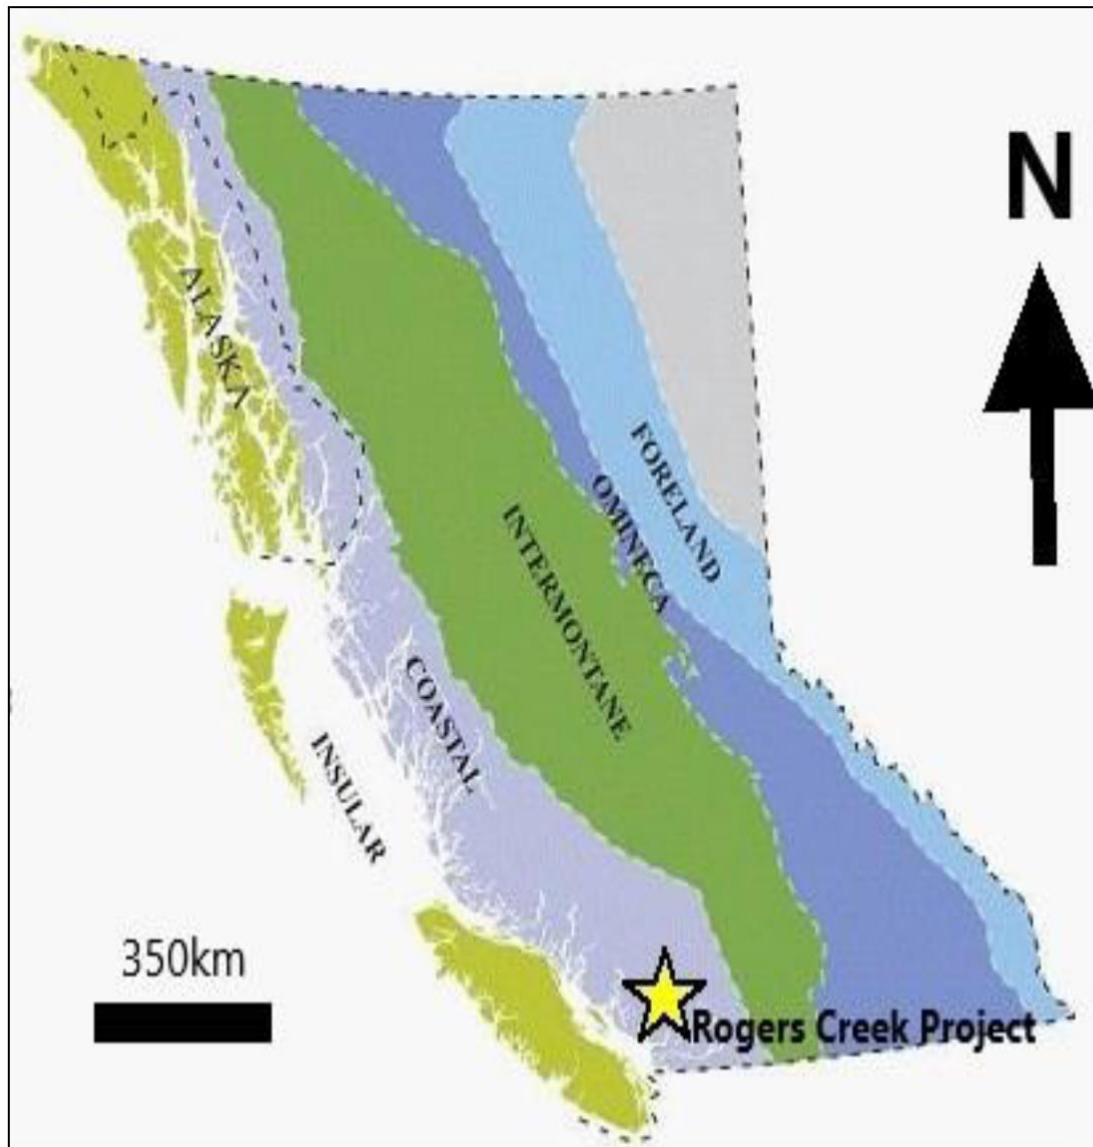 N
ALASKA
FORELAND
OMINECA
INTERMONTANE
COASTAL
INSULAR
350km
Rogers Creek Project